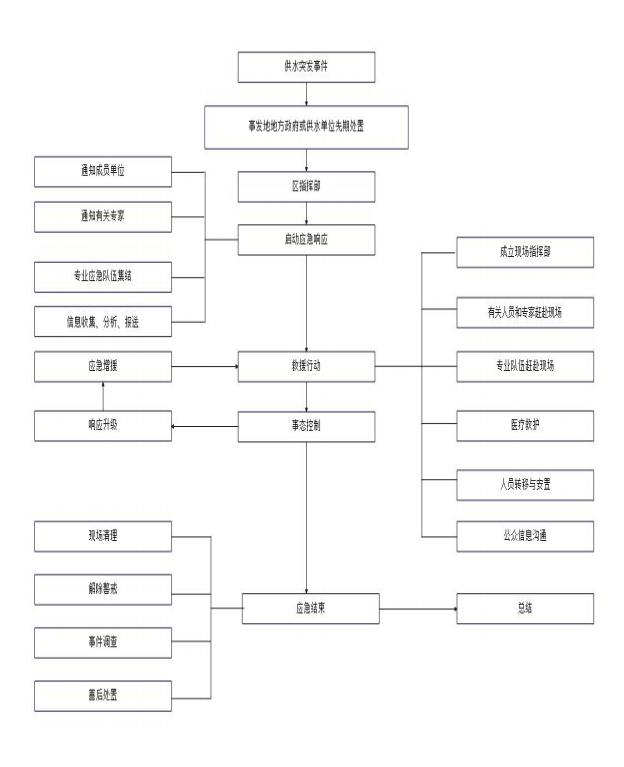 供水突发事件
事发地地方政府或供水单位先期处置
通知成员单位
区指挥部
通知有关专家
启动应急响应
成立现场指挥部
专业应急队伍集结
有关人员和专家赶赴现场
信息收集、分析、报送
应急增援
救援行动
专业队伍赶赴现场
响应升级
事态控制
医疗救护
人员转移与安置
现场清理
公众信息沟通
解除警戒
应急结束
总结
事件调查
善后处置